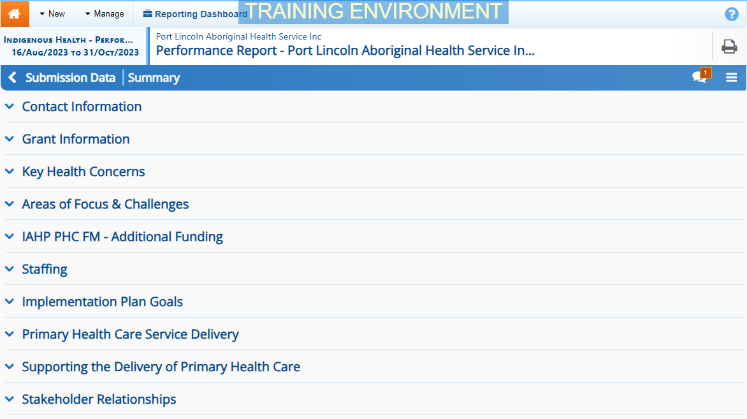 New Manage Reporting Dashboard TRAINING ENVIRONMENT ?
Indigenous Health - Perfor...
16/Aug/2023 to 31/Oct/2023
Port Lincoln Aboriginal Health Service Inc
Performance Report - Port Lincoln Aboriginal Health Service In...
Submission Data Summary 1
Contact Information
Grant Information
Key Health Concerns
Areas of Focus & Challenges
IAHP PHC FM - Additional Funding
Staffing
Implementation Plan Goals
Primary Health Care Service Delivery
Supporting the Delivery of Primary Health Care
Stakeholder Relationships